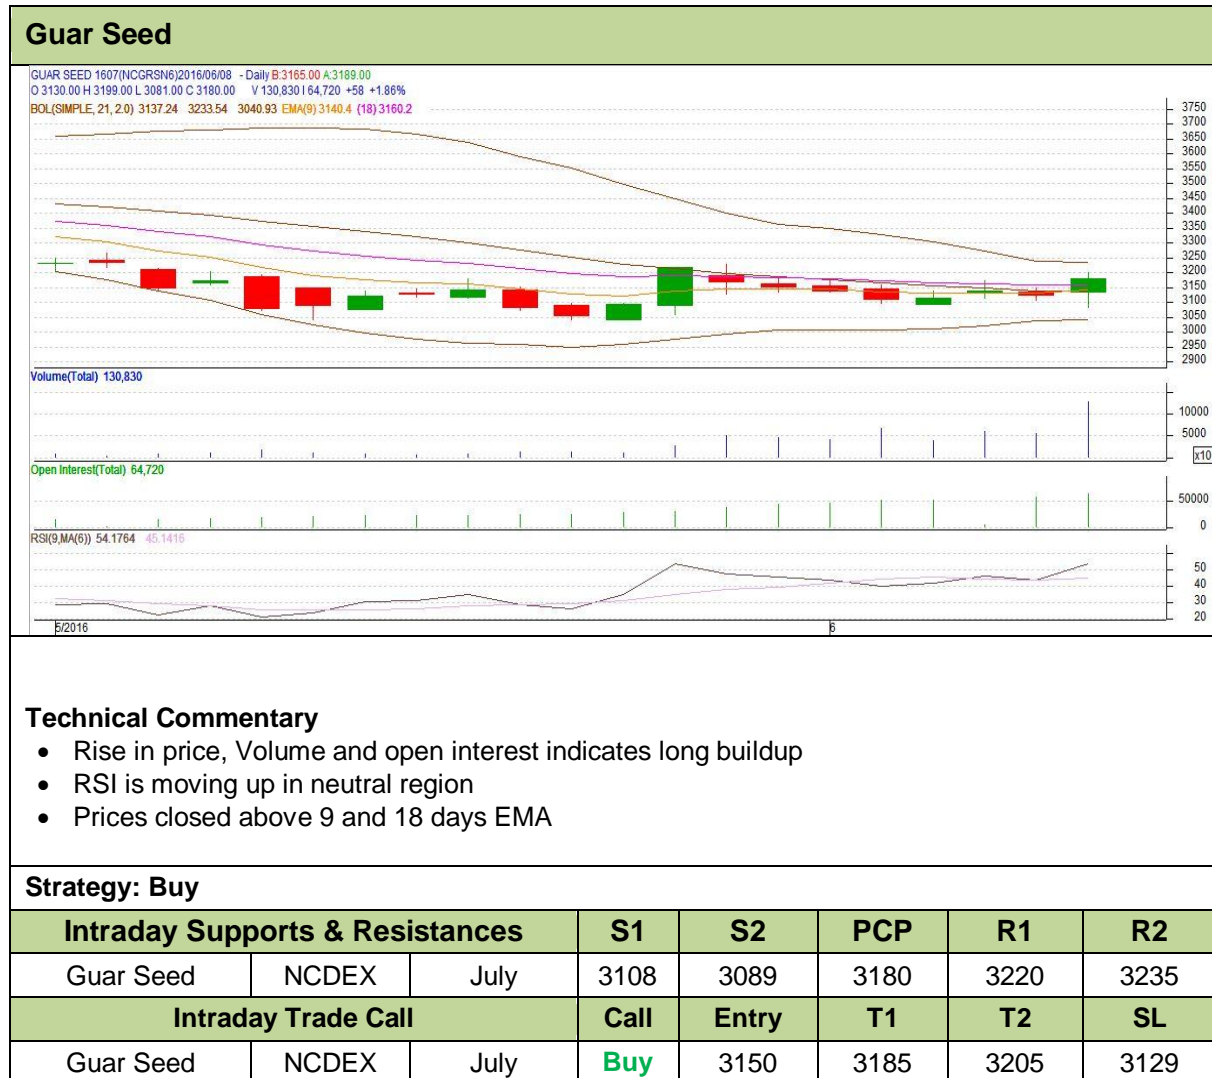 Guar Seed
GUAR SEED 1607(NCGRSN6)2016/06/08 - Daily B:3165.00 A:3189.00
O 3130.00 H 3199.00 L 3081.00 C 3180.00 V 130,830 I 64,720 +58 +1.86%
BOL(SIMPLE, 21, 2.0) 3137.24 3233.54 3040.93 EMA(9) 3140.4 (18) 3160.2
3750
3700
3650
3600
3550
3500
3450
3400
3350
3300
3250
3200
3150
3100
3050
3000
2950
2900
Volume(Total) 130,830
10000
5000
x10
Open Interest(Total) 64,720
50000
0
RSI(9,MA(6)) 54.1764 45.1416
50
40
30
20
5/2016 6
Technical Commentary
• Rise in price, Volume and open interest indicates long buildup
• RSI is moving up in neutral region
• Prices closed above 9 and 18 days EMA
Strategy: Buy
Intraday Supports & Resistances S1 S2 PCP R1 R2
Guar Seed NCDEX July 3108 3089 3180 3220 3235
Intraday Trade Call Call Entry T1 T2 SL
Guar Seed NCDEX July Buy 3150 3185 3205 3129